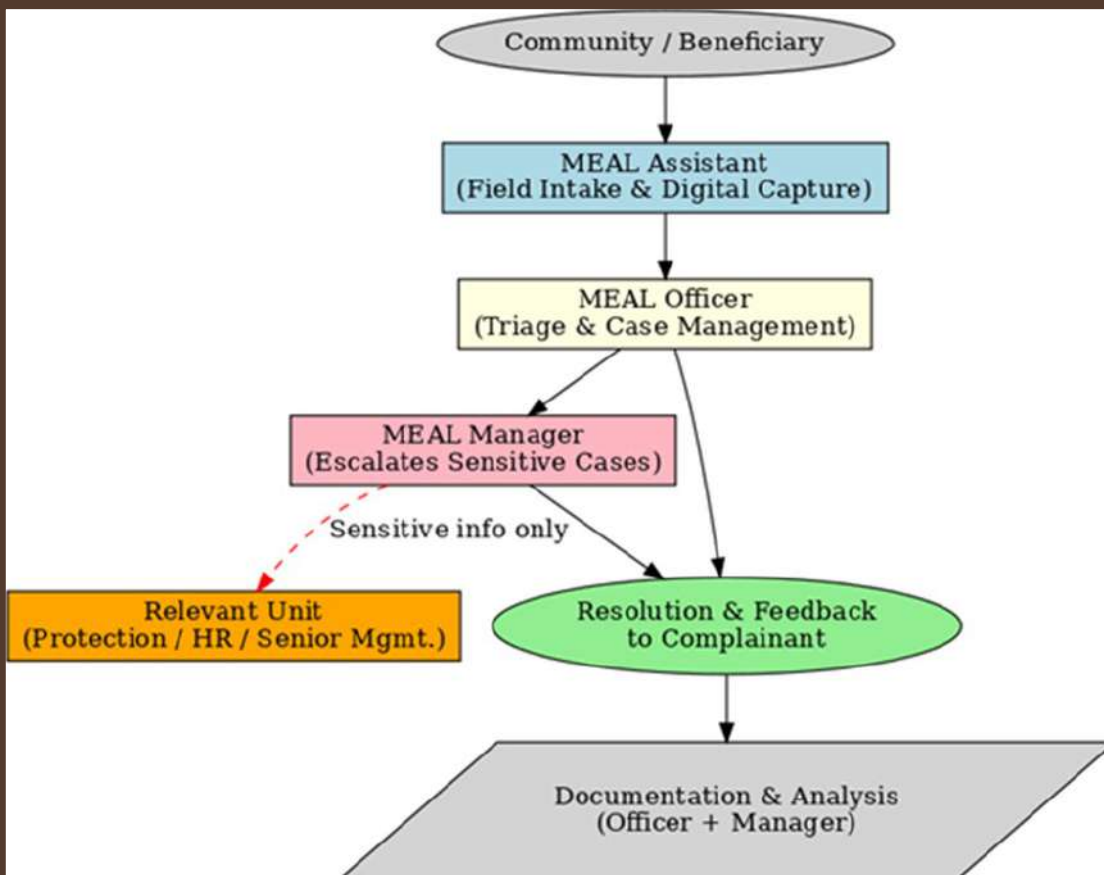 Community / Beneficiary
MEAL Assistant
(Field Intake & Digital Capture)
MEAL Officer
(Triage & Case Management)
MEAL Manager
(Escalates Sensitive Cases)
Sensitive info only
Relevant Unit
(Protection / HR / Senior Mgmt.)
Resolution & Feedback
to Complainant
Documentation & Analysis
(Officer + Manager)